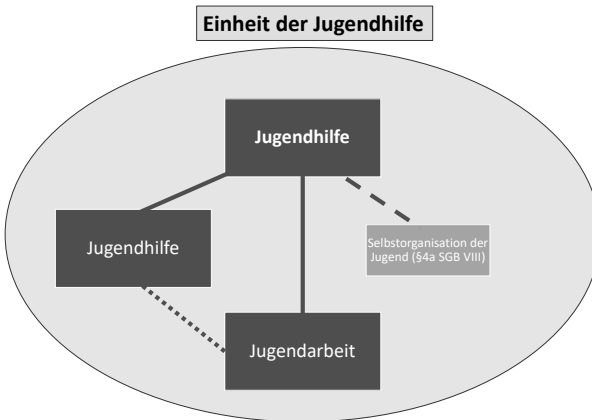 Einheit der Jugendhilfe
Jugendhilfe
Jugendhilfe
Selbstorganisation der
Jugend (§4a SGB VIII)
Jugendarbeit